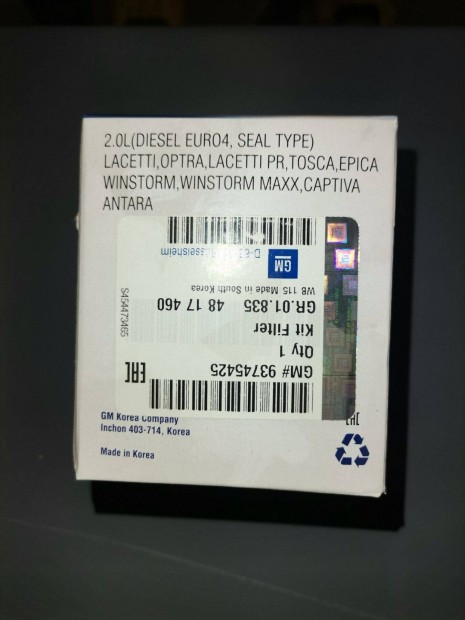 2.0L(DIESEL EURO4, SEAL TYPE)
LACETTI,OPTRA,LACETTI PR,TOSCA,EPICA
WINSTORM,WINSTORM MAXX,CAPTIVA
ANTARA
GM# 93745425
Qty 1
Kit Filter
GR.01.835 48 17 460
W8 115 Made in South Korea
GM
EAC
GM Korea Company
Inchon 403-714, Korea
Made in Korea